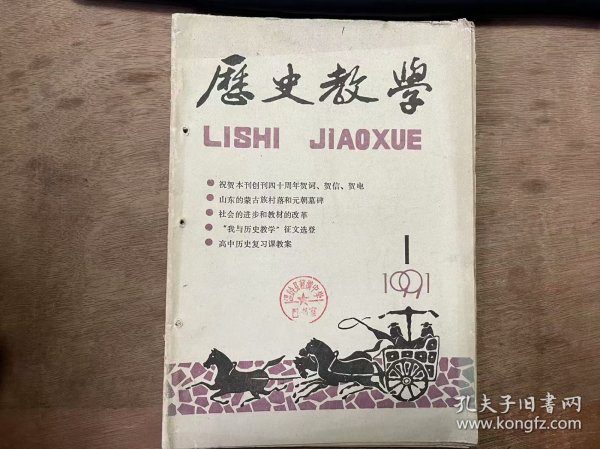 歷史教學
LISHI JIAOXUE
祝贺本刊创刊四十周年贺词、贺信、贺电
山东的蒙古族村落和元朝墓碑
社会的进步和教材的改革
“我与历史教学”征文选登
高中历史复习课教案
1
1991
孔夫子旧书网
www.kongfz.com